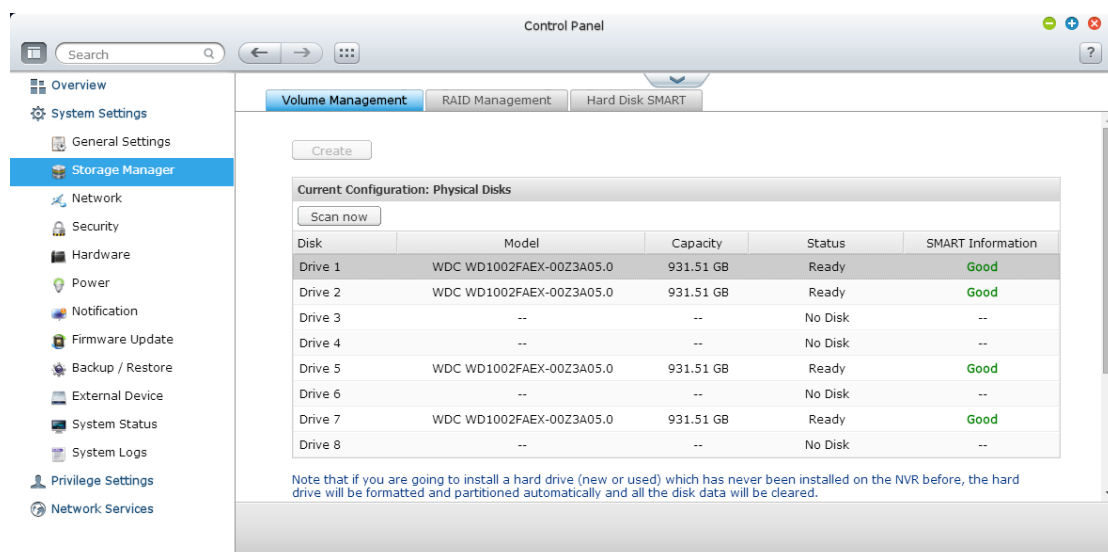 Control Panel
Search
?
Overview
System Settings
General Settings
Storage Manager
Network
Security
Hardware
Power
Notification
Firmware Update
Backup / Restore
External Device
System Status
System Logs
Privilege Settings
Network Services
Volume Management RAID Management Hard Disk SMART
Create
Current Configuration: Physical Disks
Scan now
Disk Model Capacity Status SMART Information
Drive 1 WDC WD1002FAEX-00Z3A05.0 931.51 GB Ready Good
Drive 2 WDC WD1002FAEX-00Z3A05.0 931.51 GB Ready Good
Drive 3 -- -- No Disk --
Drive 4 -- -- No Disk --
Drive 5 WDC WD1002FAEX-00Z3A05.0 931.51 GB Ready Good
Drive 6 -- -- No Disk --
Drive 7 WDC WD1002FAEX-00Z3A05.0 931.51 GB Ready Good
Drive 8 -- -- No Disk --
Note that if you are going to install a hard drive (new or used) which has never been installed on the NVR before, the hard
drive will be formatted and partitioned automatically and all the disk data will be cleared.